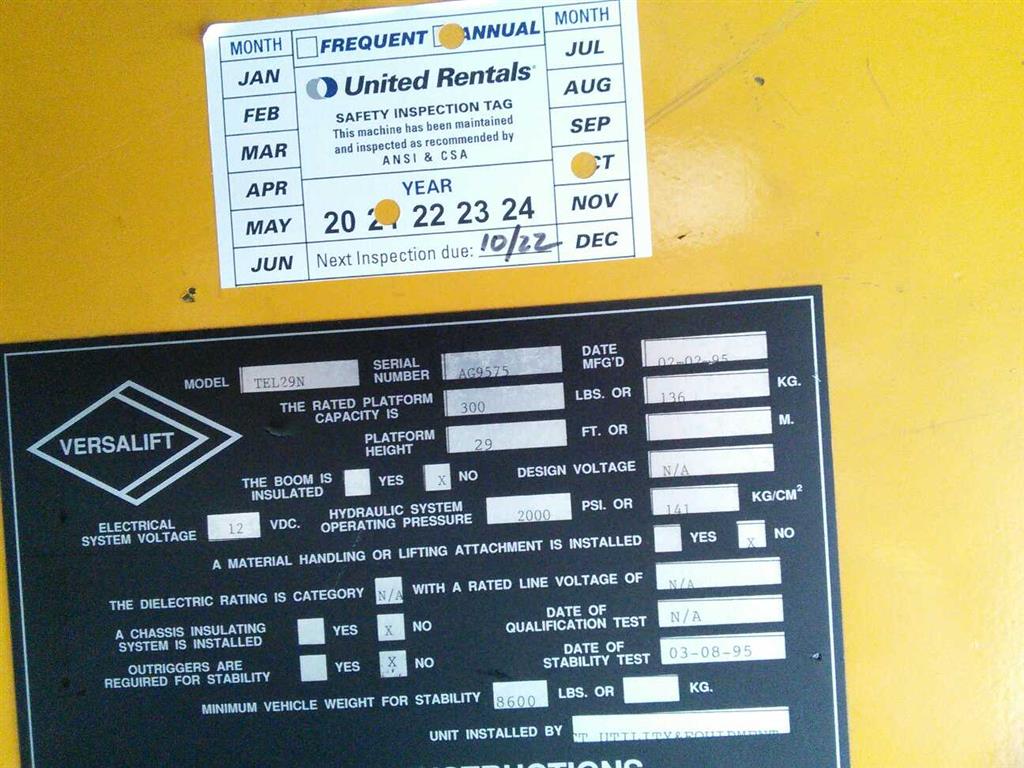 MONTH
JAN
FEB
MAR
APR
MAY
JUN
FREQUENT ANNUAL
United Rentals
SAFETY INSPECTION TAG
This machine has been maintained
and inspected as recommended by
ANSI & CSA
YEAR
20 21 22 23 24
Next Inspection due: 10/22
MONTH
JUL
AUG
SEP
OCT
NOV
DEC
VERSALIFT
MODEL TEL29N SERIAL NUMBER AG9575 DATE MFG'D 02-02-95
THE RATED PLATFORM CAPACITY IS 300 LBS. OR 136 KG.
PLATFORM HEIGHT 29 FT. OR M.
THE BOOM IS INSULATED YES X NO DESIGN VOLTAGE N/A
ELECTRICAL SYSTEM VOLTAGE 12 VDC. HYDRAULIC SYSTEM OPERATING PRESSURE 2000 PSI. OR 141 KG/CM²
A MATERIAL HANDLING OR LIFTING ATTACHMENT IS INSTALLED YES X NO
THE DIELECTRIC RATING IS CATEGORY N/A WITH A RATED LINE VOLTAGE OF N/A
A CHASSIS INSULATING SYSTEM IS INSTALLED YES X NO DATE OF QUALIFICATION TEST N/A
OUTRIGGERS ARE REQUIRED FOR STABILITY YES X NO DATE OF STABILITY TEST 03-08-95
MINIMUM VEHICLE WEIGHT FOR STABILITY 8600 LBS. OR KG.
UNIT INSTALLED BY UTILITY&EQUIPMENT